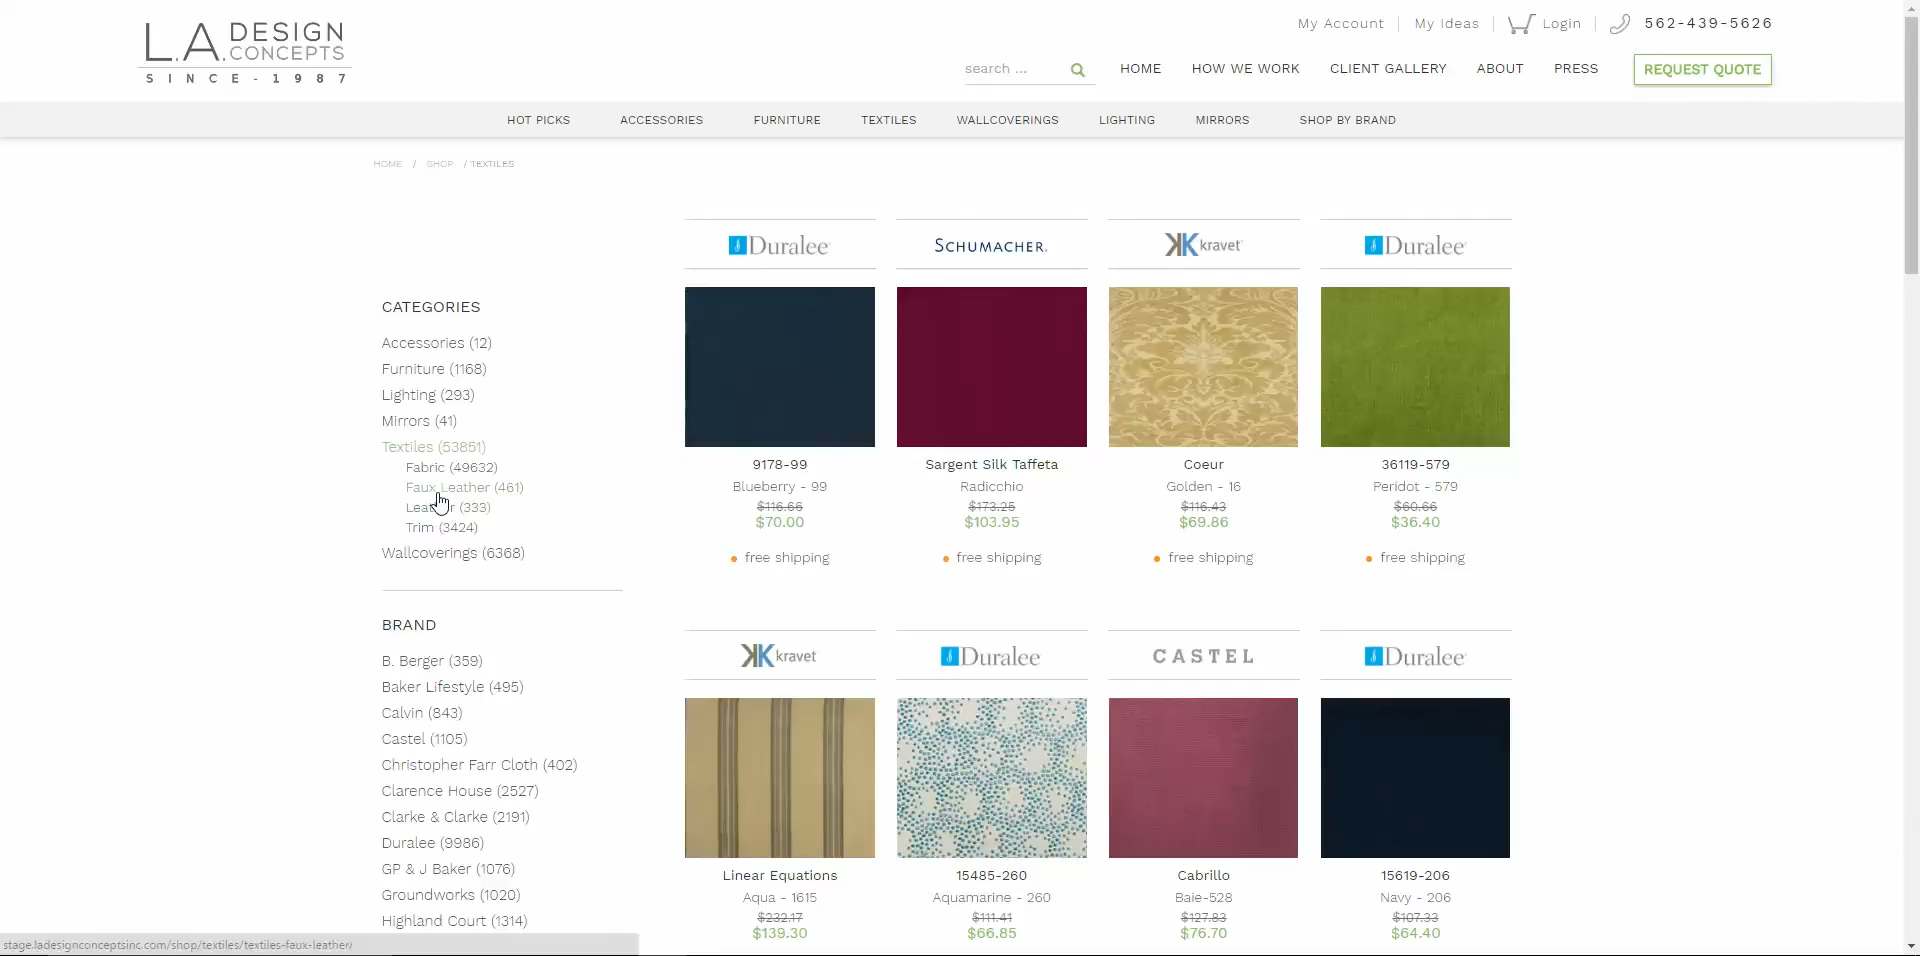 L.A. DESIGN CONCEPTS
SINCE-1987
My Account
My Ideas
Login
562-439-5626
search ...
HOME
HOW WE WORK
CLIENT GALLERY
ABOUT
PRESS
REQUEST QUOTE
HOT PICKS
ACCESSORIES
FURNITURE
TEXTILES
WALLCOVERINGS
LIGHTING
MIRRORS
SHOP BY BRAND
HOME / SHOP / TEXTILES
CATEGORIES
Accessories (12)
Furniture (1168)
Lighting (293)
Mirrors (41)
Textiles (53851)
Fabric (49632)
Faux Leather (461)
Leather (333)
Trim (3424)
Wallcoverings (6368)
BRAND
B. Berger (359)
Baker Lifestyle (495)
Calvin (843)
Castel (1105)
Christopher Farr Cloth (402)
Clarence House (2527)
Clarke & Clarke (2191)
Duralee (9986)
GP & J Baker (1076)
Groundworks (1020)
Highland Court (1314)
Duralee
9178-99
Blueberry - 99
$116.66
$70.00
free shipping
SCHUMACHER.
Sargent Silk Taffeta
Radicchio
$173.25
$103.95
free shipping
kravet
Coeur
Golden - 16
$116.43
$69.86
free shipping
Duralee
36119-579
Peridot - 579
$60.66
$36.40
free shipping
kravet
Linear Equations
Aqua - 1615
$232.17
$139.30
Duralee
15485-260
Aquamarine - 260
$111.41
$66.85
CASTEL
Cabrillo
Baie-528
$127.83
$76.70
Duralee
15619-206
Navy - 206
$107.33
$64.40
stage.ladesignconceptsinc.com/shop/textiles/textiles-faux-leather/